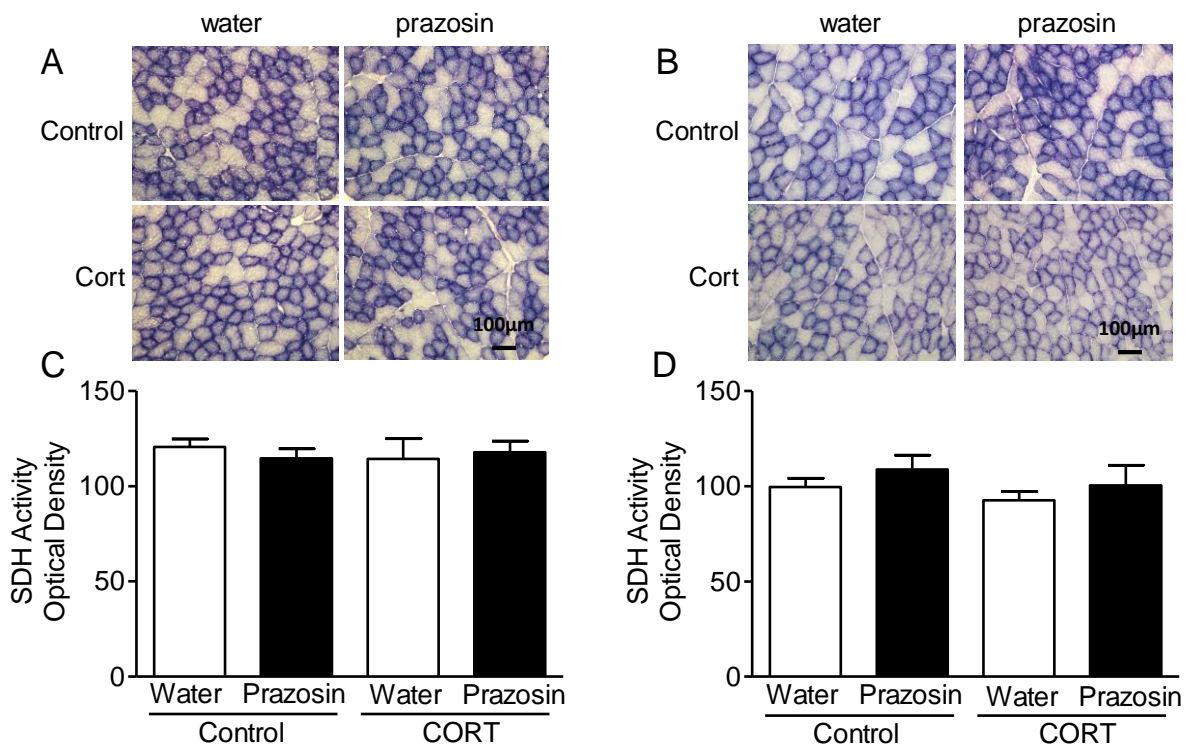 water prazosin
A
Control
Cort
100µm
water prazosin
B
Control
Cort
100µm
C
150
100
50
0
SDH Activity
Optical Density
Water Prazosin Water Prazosin
Control CORT
D
150
100
50
0
SDH Activity
Optical Density
Water Prazosin Water Prazosin
Control CORT